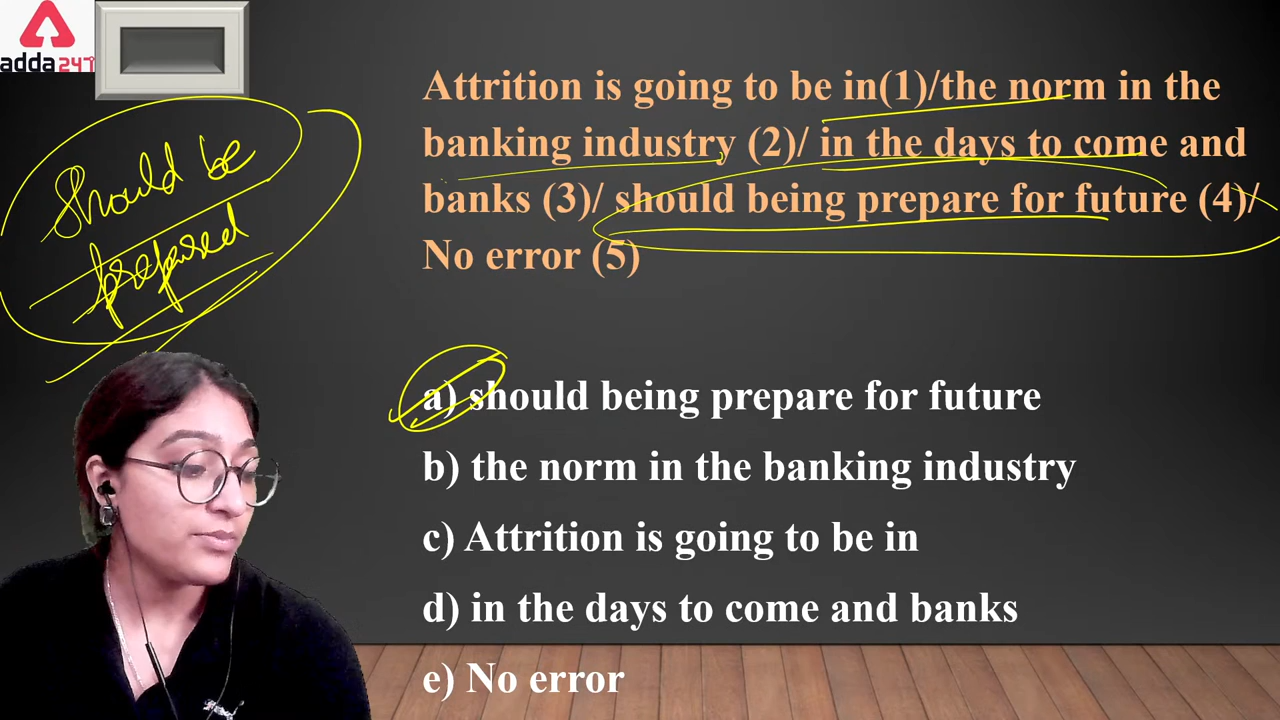 adda247
Attrition is going to be in(1)/the norm in the
banking industry (2)/ in the days to come and
banks (3)/ should being prepare for future (4)/
No error (5)
should be
prepared
a) should being prepare for future
b) the norm in the banking industry
c) Attrition is going to be in
d) in the days to come and banks
e) No error